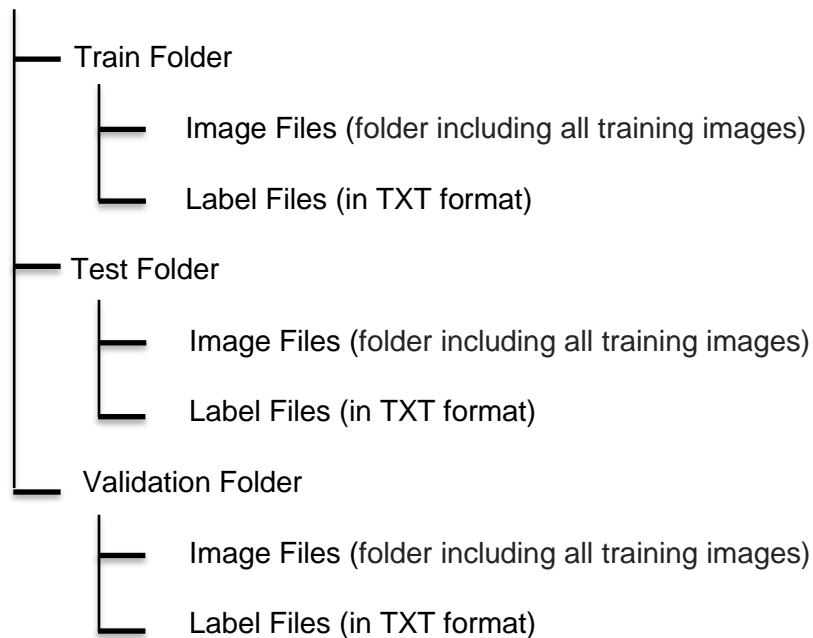 Train Folder
Image Files (folder including all training images)
Label Files (in TXT format)
Test Folder
Image Files (folder including all training images)
Label Files (in TXT format)
Validation Folder
Image Files (folder including all training images)
Label Files (in TXT format)